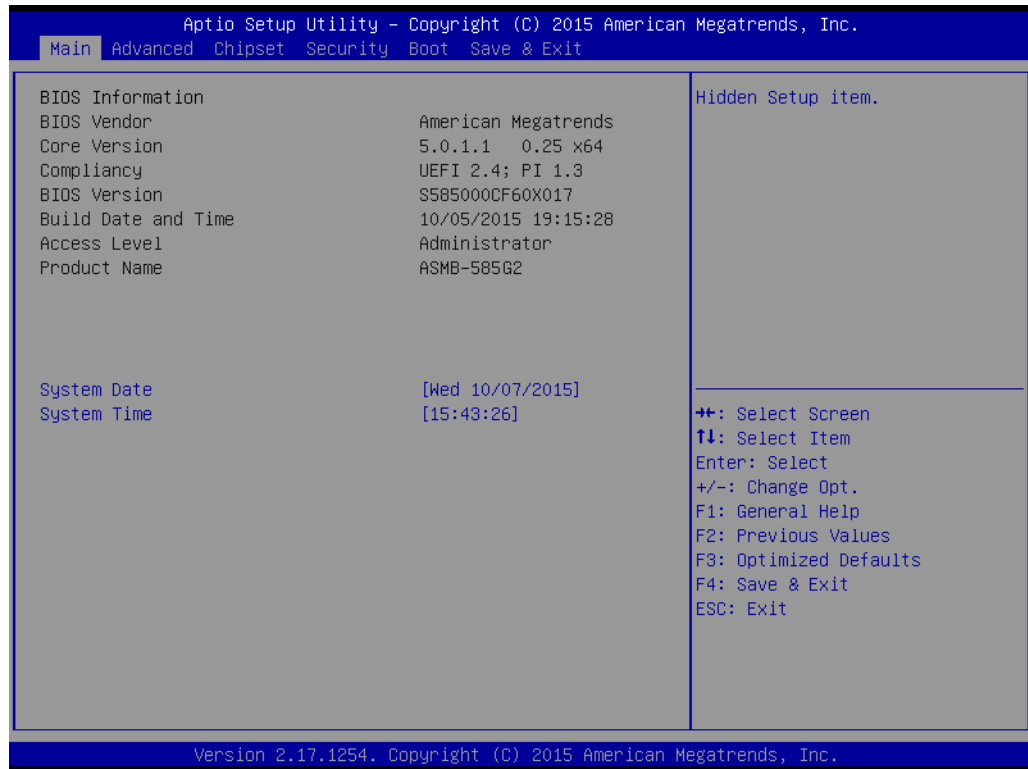 Aptio Setup Utility – Copyright (C) 2015 American Megatrends, Inc.
Main Advanced Chipset Security Boot Save & Exit
BIOS Information
BIOS Vendor American Megatrends
Core Version 5.0.1.1 0.25 x64
Compliancy UEFI 2.4; PI 1.3
BIOS Version S585000CF60X017
Build Date and Time 10/05/2015 19:15:28
Access Level Administrator
Product Name ASMB-585G2
System Date [Wed 10/07/2015]
System Time [15:43:26]
Hidden Setup item.
→←: Select Screen
↑↓: Select Item
Enter: Select
+/-: Change Opt.
F1: General Help
F2: Previous Values
F3: Optimized Defaults
F4: Save & Exit
ESC: Exit
Version 2.17.1254. Copyright (C) 2015 American Megatrends, Inc.